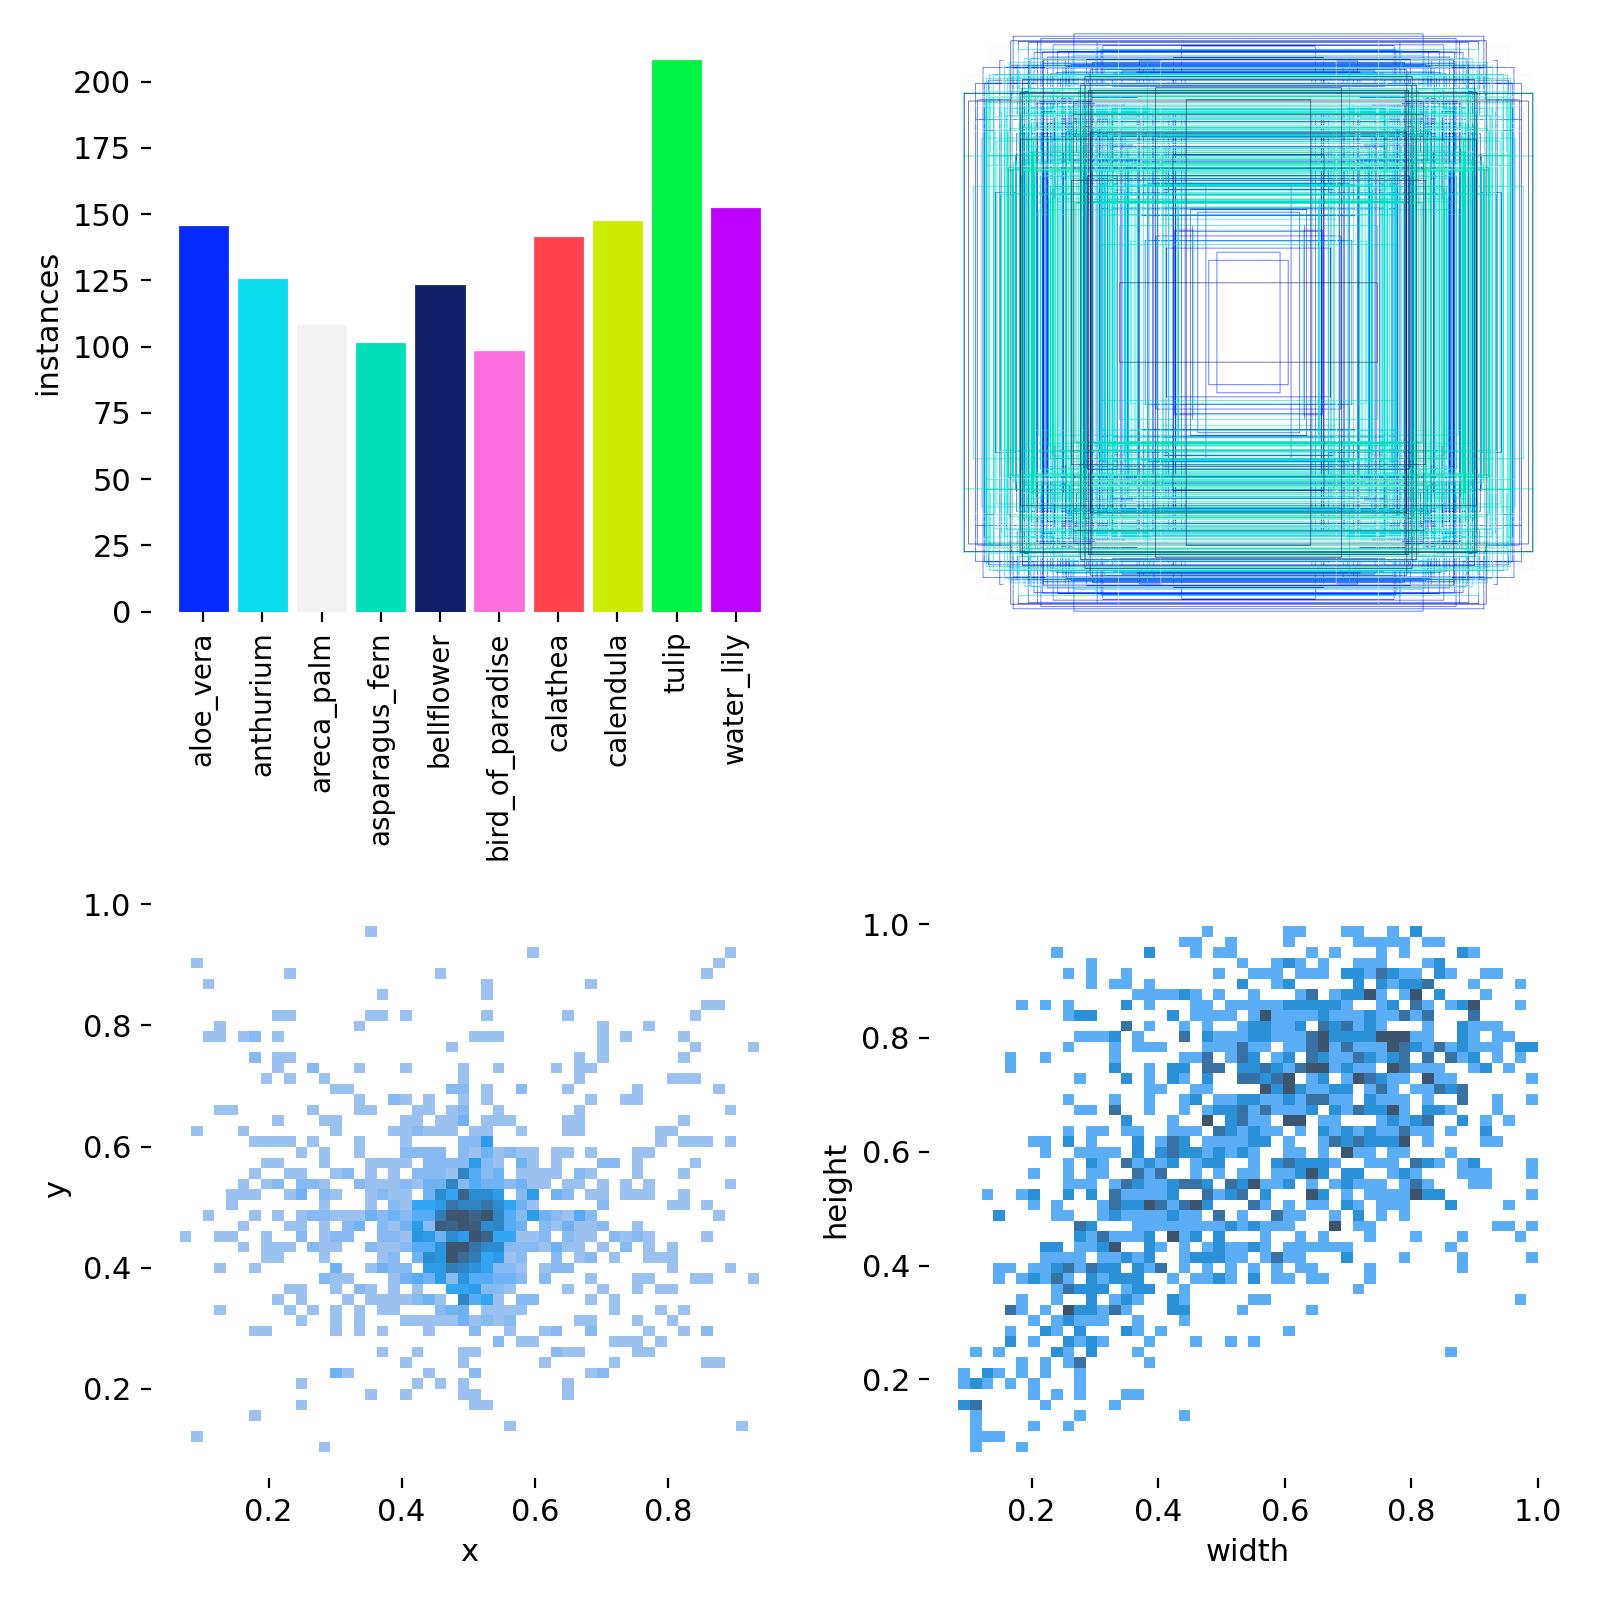 instances
200
175
150
125
100
75
50
25
0
aloe_vera
anthurium
areca_palm
asparagus_fern
bellflower
bird_of_paradise
calathea
calendula
tulip
water_lily
y
1.0
0.8
0.6
0.4
0.2
0.2 0.4 0.6 0.8
x
height
1.0
0.8
0.6
0.4
0.2
0.2 0.4 0.6 0.8 1.0
width